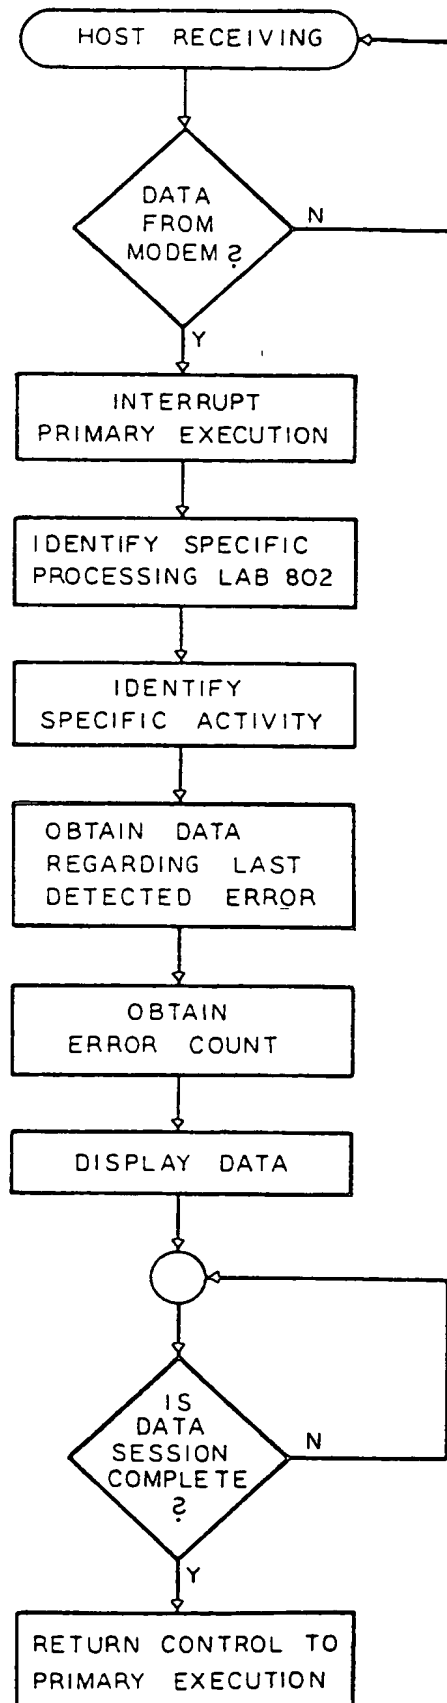 HOST RECEIVING
DATA
FROM
MODEM ?
N
Y
INTERRUPT
PRIMARY EXECUTION
IDENTIFY SPECIFIC
PROCESSING LAB 802
IDENTIFY
SPECIFIC ACTIVITY
OBTAIN DATA
REGARDING LAST
DETECTED ERROR
OBTAIN
ERROR COUNT
DISPLAY DATA
IS
DATA
SESSION
COMPLETE
?
N
Y
RETURN CONTROL TO
PRIMARY EXECUTION